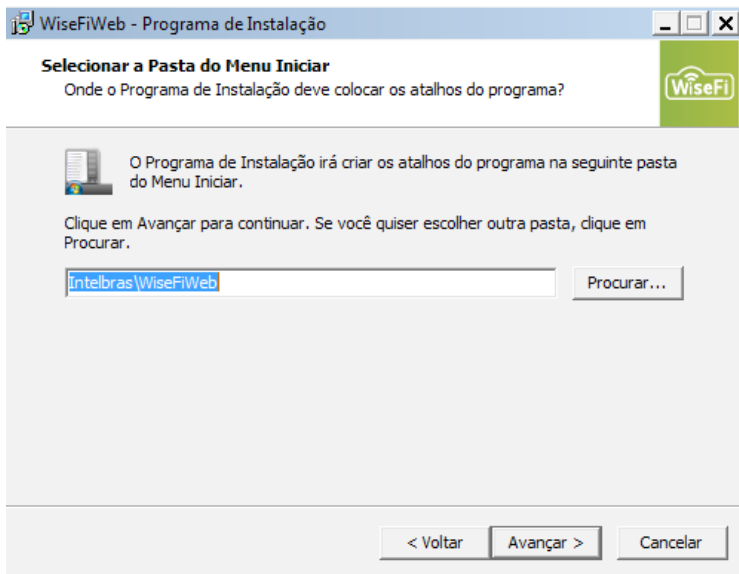 WiseFiWeb - Programa de Instalação
Selecionar a Pasta do Menu Iniciar
Onde o Programa de Instalação deve colocar os atalhos do programa?
WiseFi
O Programa de Instalação irá criar os atalhos do programa na seguinte pasta
do Menu Iniciar.
Clique em Avançar para continuar. Se você quiser escolher outra pasta, clique em
Procurar.
Intelbras\WiseFiWeb
Procurar...
< Voltar
Avançar >
Cancelar